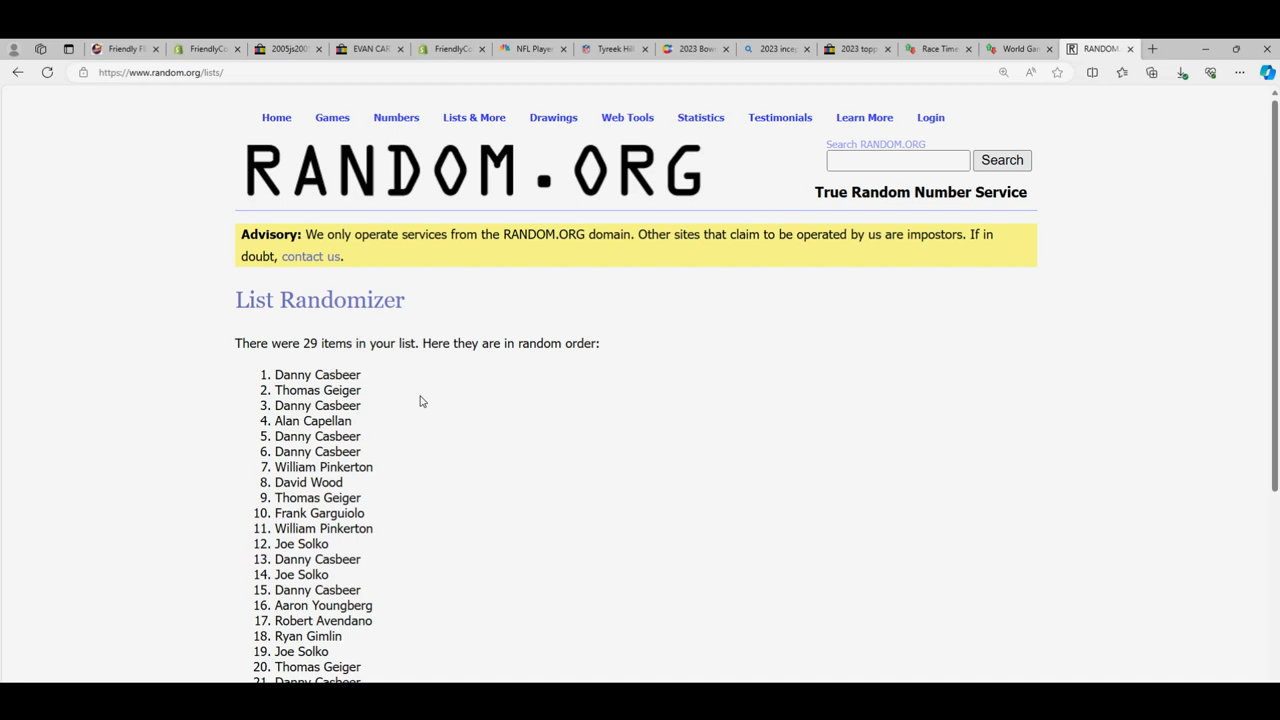 Friendly Fi
FriendlyCo
2005js200
EVAN CAR
FriendlyCo
NFL Player
Tyreek Hill
2023 Bow
2023 ince
2023 topp
Race Time
World Gam
RANDOM.
https://www.random.org/lists/
Home Games Numbers Lists & More Drawings Web Tools Statistics Testimonials Learn More Login
RANDOM.ORG
Search RANDOM.ORG
Search
True Random Number Service
Advisory: We only operate services from the RANDOM.ORG domain. Other sites that claim to be operated by us are impostors. If in
doubt, contact us.
List Randomizer
There were 29 items in your list. Here they are in random order:
1. Danny Casbeer
2. Thomas Geiger
3. Danny Casbeer
4. Alan Capellan
5. Danny Casbeer
6. Danny Casbeer
7. William Pinkerton
8. David Wood
9. Thomas Geiger
10. Frank Garguiolo
11. William Pinkerton
12. Joe Solko
13. Danny Casbeer
14. Joe Solko
15. Danny Casbeer
16. Aaron Youngberg
17. Robert Avendano
18. Ryan Gimlin
19. Joe Solko
20. Thomas Geiger
21. Danny Casbeer